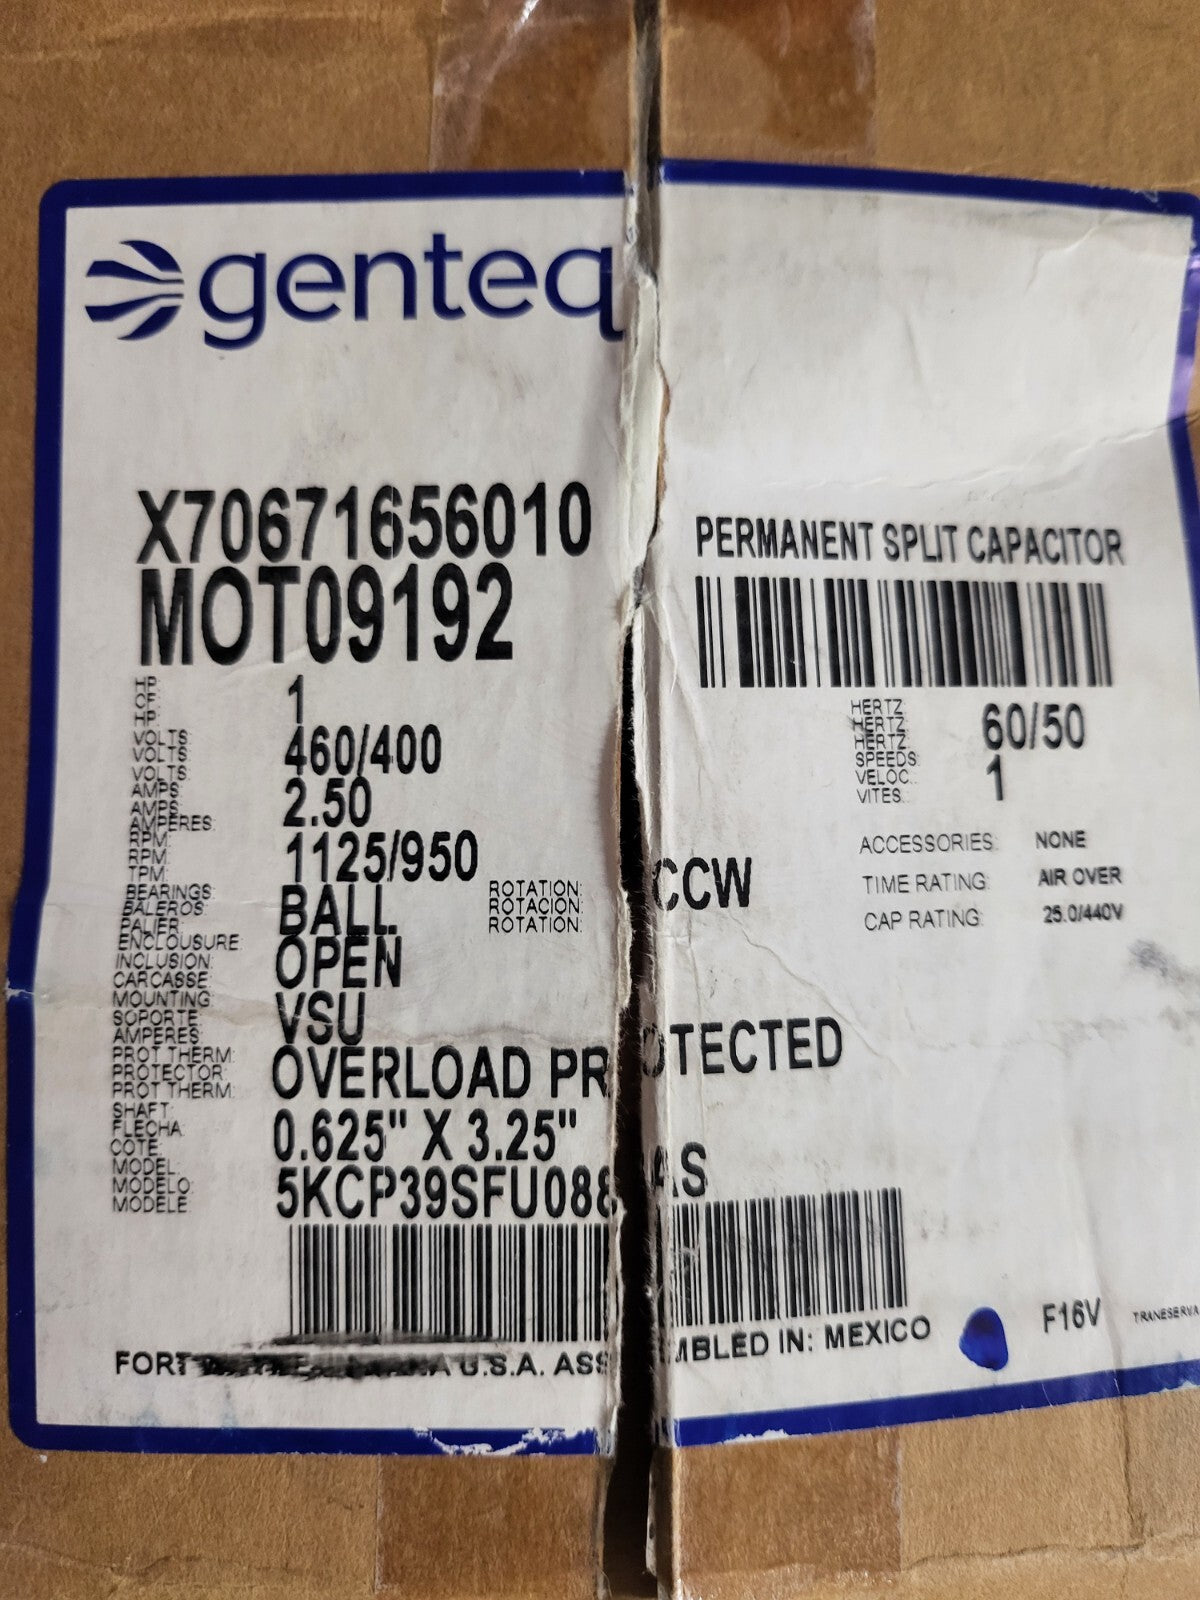 genteq
X70671656010
MOT09192
PERMANENT SPLIT CAPACITOR
HP:
CF:
HP:
1
VOLTS:
VOLTS:
VOLTS:
460/400
AMPS:
AMPS:
AMPERES:
2.50
RPM:
RPM:
TPM:
1125/950
BEARINGS:
BALEROS:
PALIER:
BALL
ROTATION:
ROTACION:
ROTATION:
CCW
ENCLOUSURE:
INCLUSION:
CARCASSE:
OPEN
MOUNTING:
SOPORTE:
AMPERES:
VSU
PROT THERM:
PROTECTOR:
PROT THERM:
OVERLOAD PROTECTED
SHAFT:
FLECHA:
COTE:
0.625" X 3.25"
MODEL:
MODELO:
MODELE:
5KCP39SFU088 AS
HERTZ:
HERTZ:
HERTZ:
60/50
SPEEDS:
VELOC.:
VITES.:
1
ACCESSORIES: NONE
TIME RATING: AIR OVER
CAP RATING: 25.0/440V
FORT U.S.A. ASSEMBLED IN: MEXICO
F16V
TRANESERVA